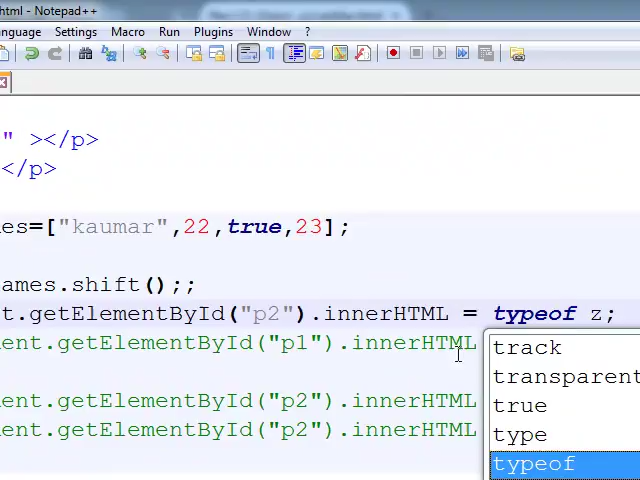 html - Notepad++
anguage Settings Macro Run Plugins Window ?
" ></p>
</p>
es=["kaumar",22,true,23];
ames.shift();;
t.getElementById("p2").innerHTML = typeof z;
ent.getElementById("p1").innerHTML
ent.getElementById("p2").innerHTML
ent.getElementById("p2").innerHTML
track
transparent
true
type
typeof